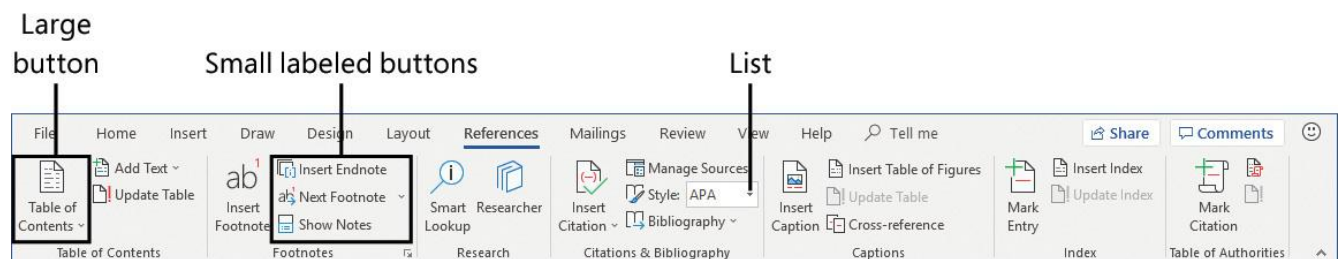 Large
button
Small labeled buttons
List
File Home Insert Draw Design Layout References Mailings Review View Help Tell me Share Comments
Table of
Contents
Add Text
Update Table
Table of Contents
ab1
Insert
Footnote
Insert Endnote
Next Footnote
Show Notes
Footnotes
Smart
Lookup
Researcher
Research
Insert
Citation
Manage Sources
Style: APA
Bibliography
Citations & Bibliography
Insert
Caption
Insert Table of Figures
Update Table
Cross-reference
Captions
Mark
Entry
Insert Index
Update Index
Index
Mark
Citation
Table of Authorities